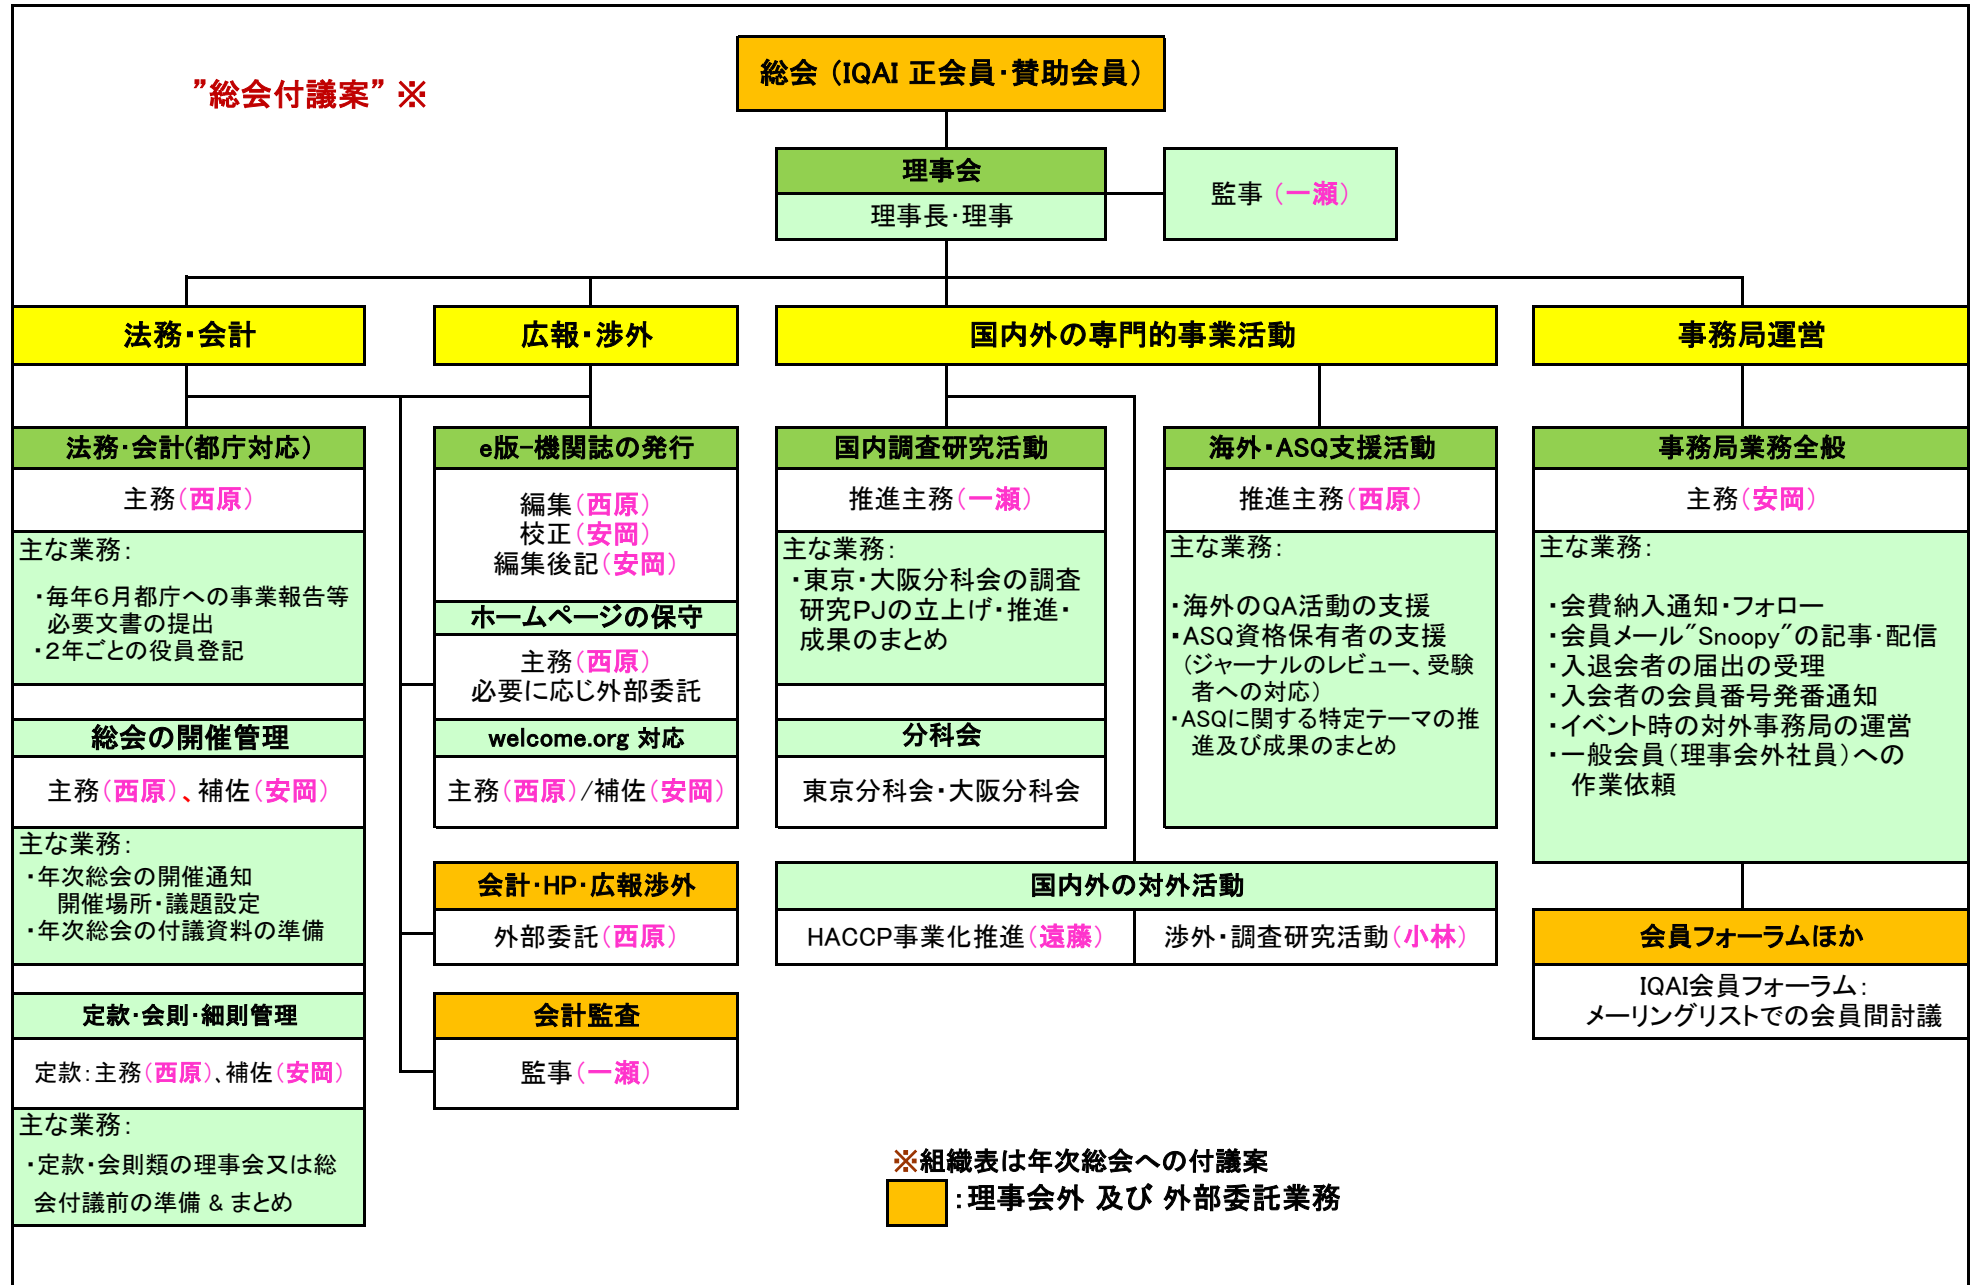 ”総会付議案” ※
総会 （IQAI 正会員・賛助会員）
理事会
理事長・理事
監事 （一瀬）
法務・会計
広報・渉外
国内外の専門的事業活動
事務局運営
法務・会計(都庁対応）
主務（西原）
主な業務：
・毎年６月都庁への事業報告等
必要文書の提出
・２年ごとの役員登記
総会の開催管理
主務（西原）、補佐（安岡）
主な業務：
・年次総会の開催通知
開催場所・議題設定
・年次総会の付議資料の準備
定款・会則・細則管理
定款：主務（西原）、補佐（安岡）
主な業務：
・定款・会則類の理事会又は総
会付議前の準備 & まとめ
e版-機関誌の発行
編集（西原）
校正（安岡）
編集後記（安岡）
ホームページの保守
主務（西原）
必要に応じ外部委託
welcome.org 対応
主務（西原）/補佐（安岡）
会計・HP・広報渉外
外部委託（西原）
会計監査
監事（一瀬）
国内調査研究活動
推進主務（一瀬）
主な業務：
・東京・大阪分科会の調査
研究PJの立上げ・推進・
成果のまとめ
分科会
東京分科会・大阪分科会
海外・ASQ支援活動
推進主務（西原）
主な業務：
・海外のQA活動の支援
・ASQ資格保有者の支援
（ジャーナルのレビュー、受験
者への対応）
・ASQに関する特定テーマの推
進及び成果のまとめ
国内外の対外活動
HACCP事業化推進（遠藤）
渉外・調査研究活動（小林）
事務局業務全般
主務（安岡）
主な業務：
・会費納入通知・フォロー
・会員メール”Snoopy”の記事・配信
・入退会者の届出の受理
・入会者の会員番号発番通知
・イベント時の対外事務局の運営
・一般会員（理事会外社員）への
作業依頼
会員フォーラムほか
IQAI会員フォーラム：
メーリングリストでの会員間討議
※組織表は年次総会への付議案
：理事会外 及び 外部委託業務